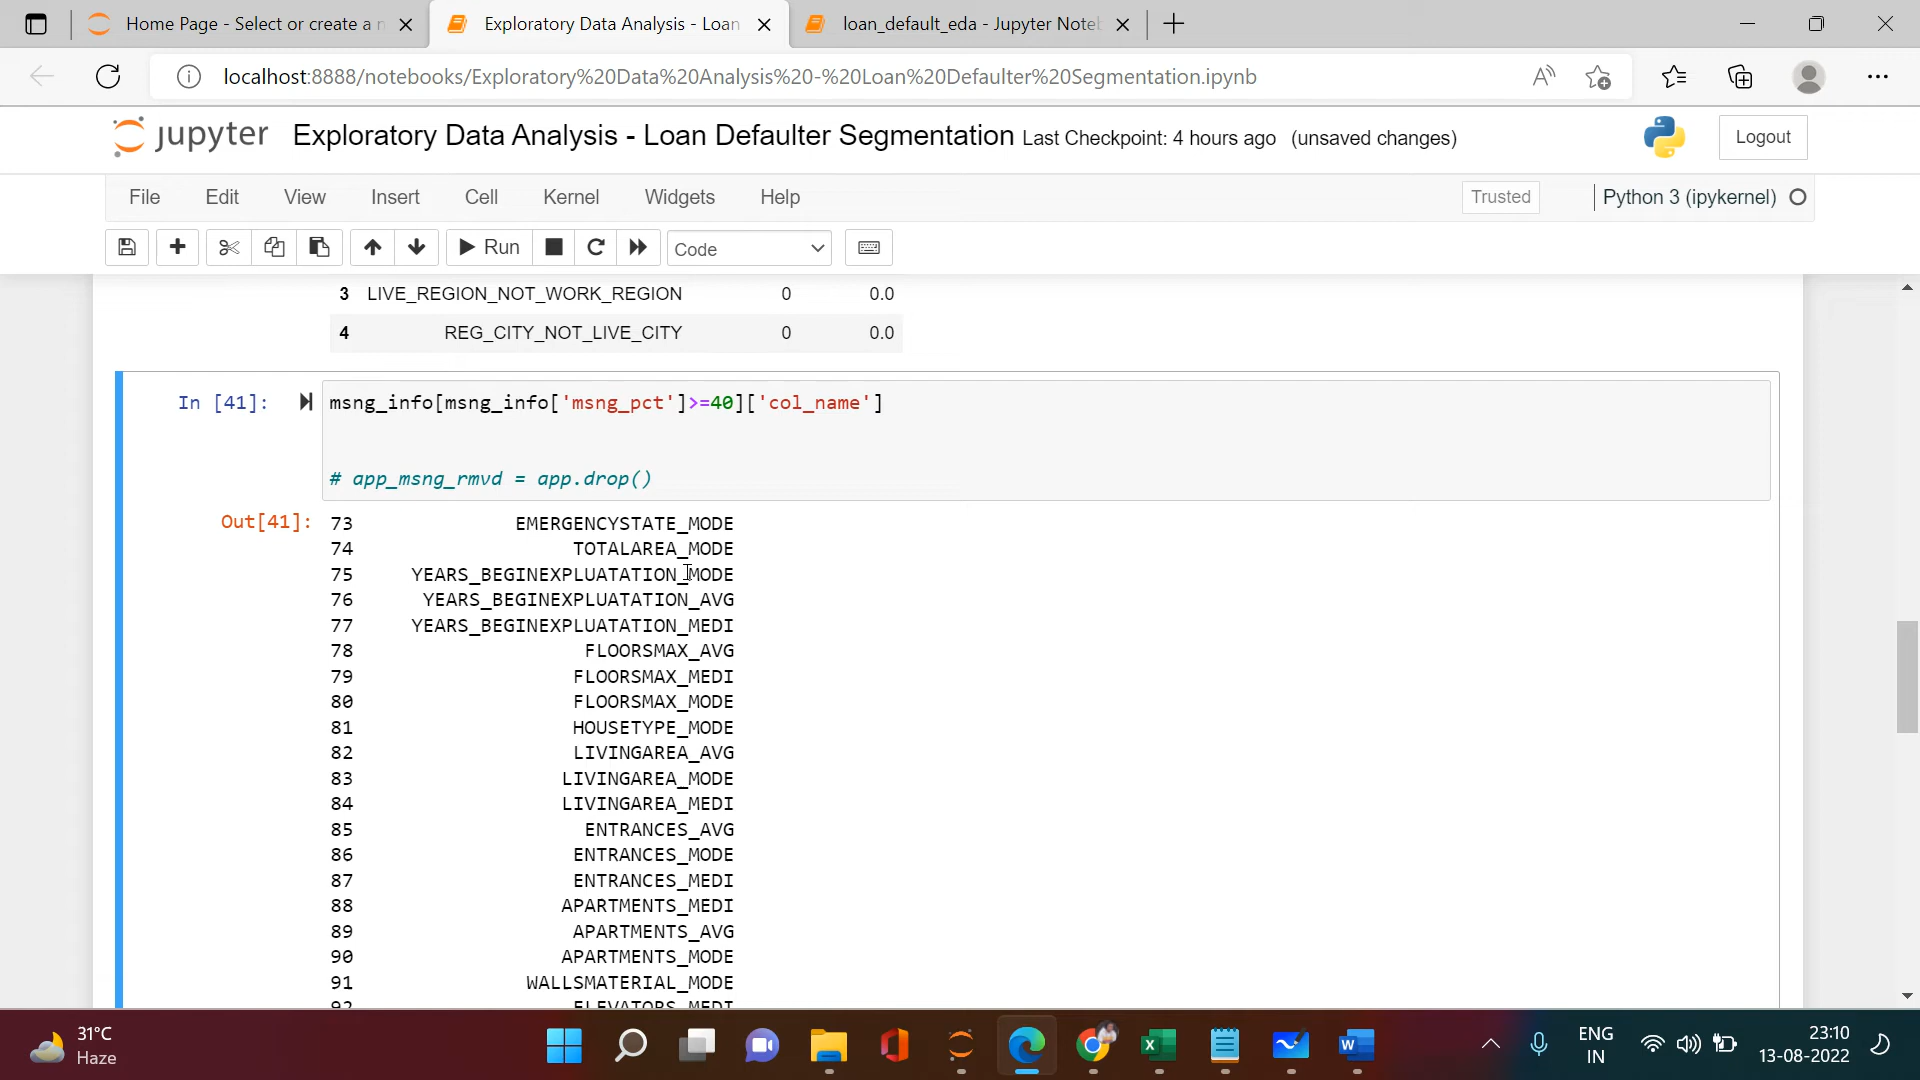 Home Page - Select or create a n
Exploratory Data Analysis - Loan
loan_default_eda - Jupyter Noteb
localhost:8888/notebooks/Exploratory%20Data%20Analysis%20-%20Loan%20Defaulter%20Segmentation.ipynb
jupyter Exploratory Data Analysis - Loan Defaulter Segmentation Last Checkpoint: 4 hours ago (unsaved changes)
Logout
File Edit View Insert Cell Kernel Widgets Help
Trusted
Python 3 (ipykernel)
Run
Code
3 LIVE_REGION_NOT_WORK_REGION 0 0.0
4 REG_CITY_NOT_LIVE_CITY 0 0.0
In [41]: msng_info[msng_info['msng_pct']>=40]['col_name']
# app_msng_rmvd = app.drop()
Out[41]: 73 EMERGENCYSTATE_MODE
74 TOTALAREA_MODE
75 YEARS_BEGINEXPLUATATION_MODE
76 YEARS_BEGINEXPLUATATION_AVG
77 YEARS_BEGINEXPLUATATION_MEDI
78 FLOORSMAX_AVG
79 FLOORSMAX_MEDI
80 FLOORSMAX_MODE
81 HOUSETYPE_MODE
82 LIVINGAREA_AVG
83 LIVINGAREA_MODE
84 LIVINGAREA_MEDI
85 ENTRANCES_AVG
86 ENTRANCES_MODE
87 ENTRANCES_MEDI
88 APARTMENTS_MEDI
89 APARTMENTS_AVG
90 APARTMENTS_MODE
91 WALLSMATERIAL_MODE
92 ELEVATORS_MEDI
31°C
Haze
ENG
IN
23:10
13-08-2022